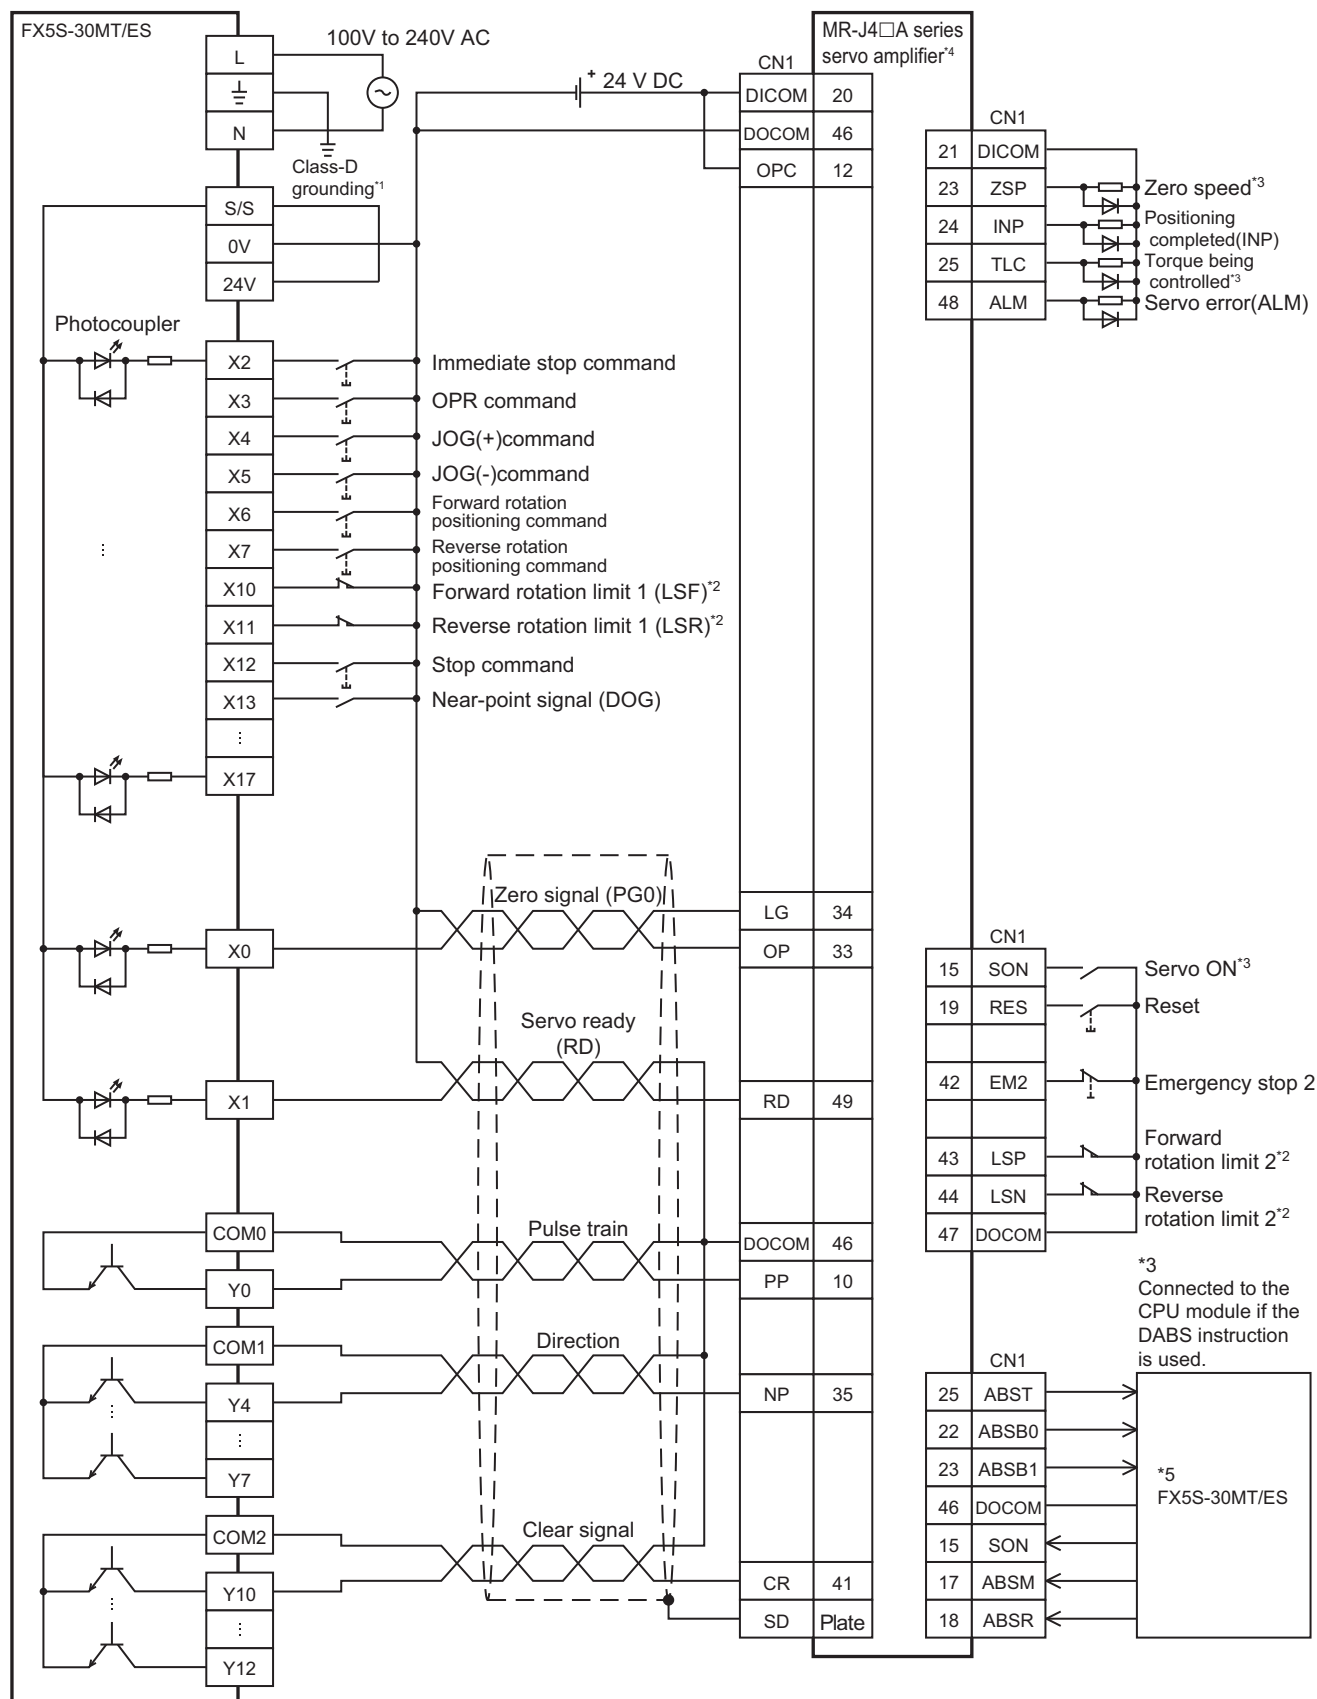 FX5S-30MT/ES
L
N
100V to 240V AC
Class-D
grounding*1
S/S
0V
24V
Photocoupler
X2
Immediate stop command
X3
OPR command
X4
JOG(+)command
X5
JOG(-)command
X6
Forward rotation
positioning command
⋮
X7
Reverse rotation
positioning command
X10
Forward rotation limit 1 (LSF)*2
X11
Reverse rotation limit 1 (LSR)*2
X12
Stop command
X13
Near-point signal (DOG)
⋮
X17
X0
Zero signal (PG0)
X1
Servo ready
(RD)
COM0
Y0
Pulse train
COM1
Y4
⋮
⋮
Y7
Direction
COM2
Y10
⋮
⋮
Y12
Clear signal
MR-J4□A series
servo amplifier*4
+ 24 V DC
CN1
DICOM 20
DOCOM 46
OPC 12
LG 34
OP 33
RD 49
DOCOM 46
PP 10
NP 35
CR 41
SD Plate
CN1
21 DICOM
23 ZSP Zero speed*3
24 INP Positioning
completed(INP)
25 TLC Torque being
controlled*3
48 ALM Servo error(ALM)
CN1
15 SON Servo ON*3
19 RES Reset
42 EM2 Emergency stop 2
43 LSP Forward
rotation limit 2*2
44 LSN Reverse
rotation limit 2*2
47 DOCOM
*3
Connected to the
CPU module if the
DABS instruction
is used.
CN1
25 ABST
22 ABSB0
23 ABSB1
46 DOCOM
15 SON
17 ABSM
18 ABSR
*5
FX5S-30MT/ES